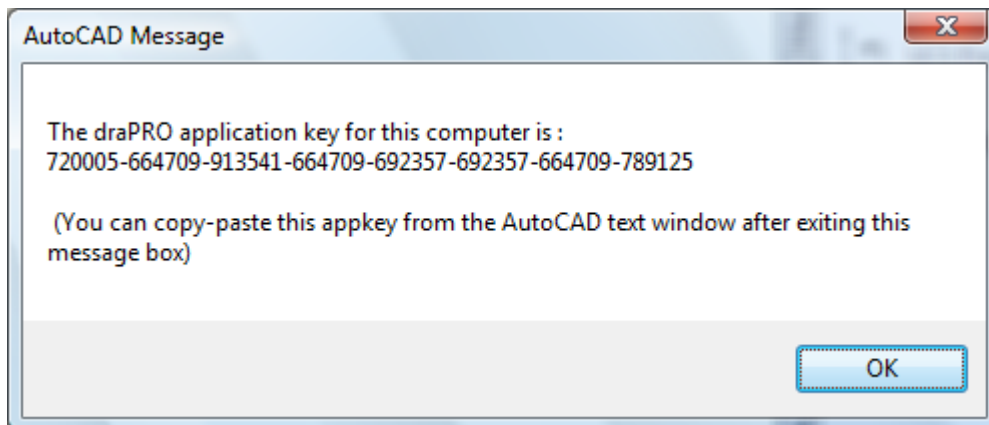 AutoCAD Message
The draPRO application key for this computer is :
720005-664709-913541-664709-692357-692357-664709-789125
(You can copy-paste this appkey from the AutoCAD text window after exiting this
message box)
OK